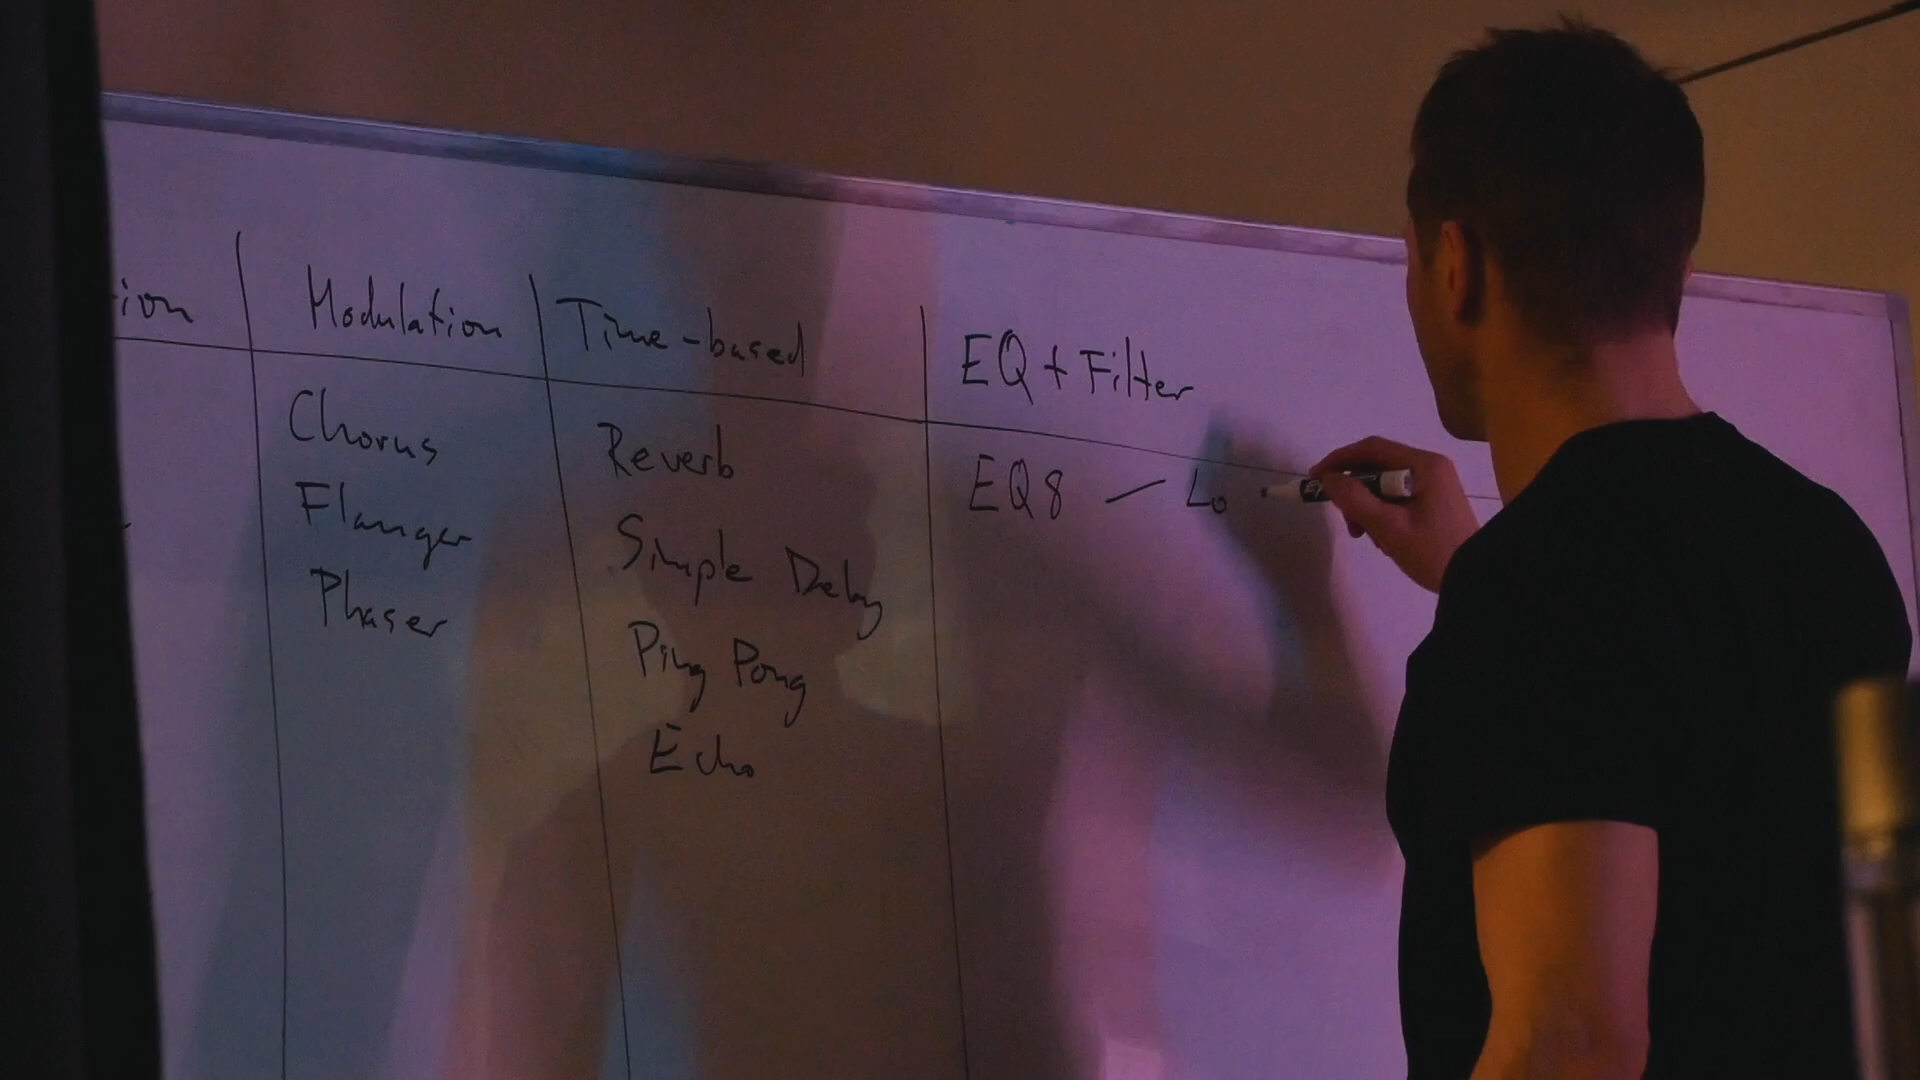 ion | Modulation | Time-based | EQ + Filter
Chorus
Flanger
Phaser
Reverb
Simple Delay
Ping Pong
Echo
EQ8 — Lo